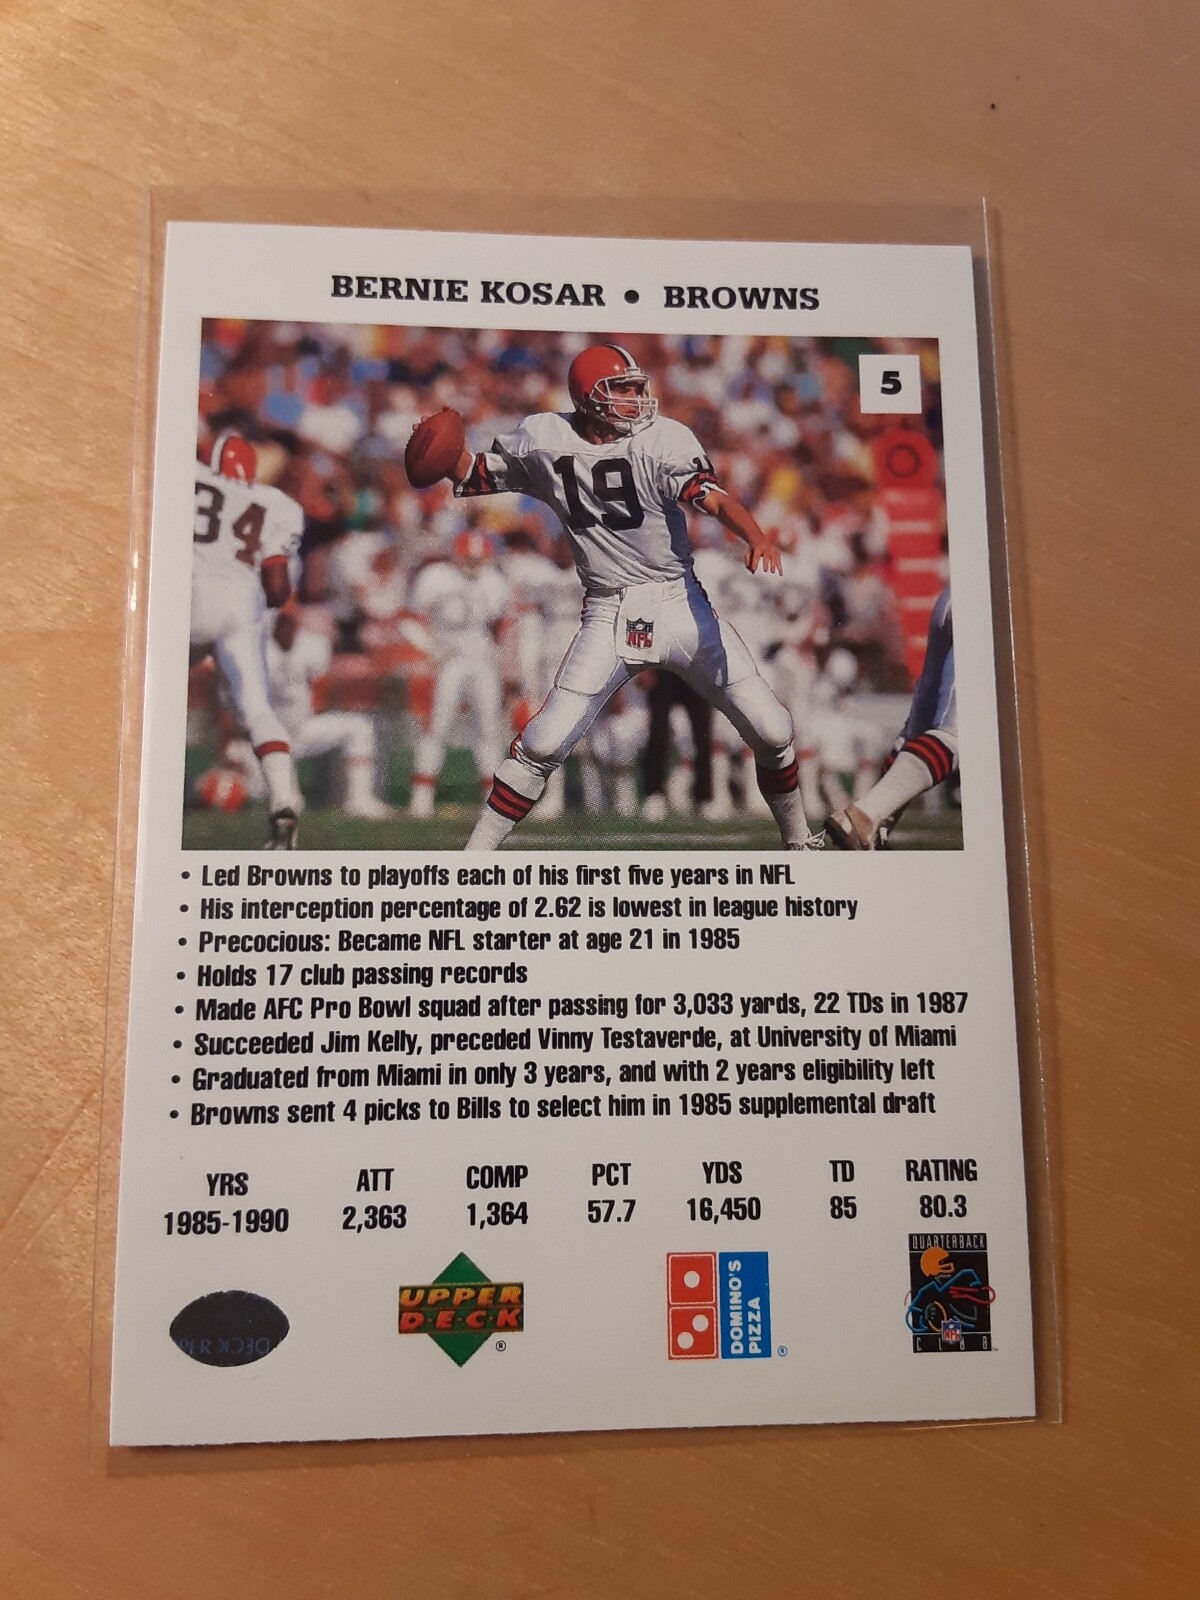 BERNIE KOSAR • BROWNS
5
34
19
19
NFL
• Led Browns to playoffs each of his first five years in NFL
• His interception percentage of 2.62 is lowest in league history
• Precocious: Became NFL starter at age 21 in 1985
• Holds 17 club passing records
• Made AFC Pro Bowl squad after passing for 3,033 yards, 22 TDs in 1987
• Succeeded Jim Kelly, preceded Vinny Testaverde, at University of Miami
• Graduated from Miami in only 3 years, and with 2 years eligibility left
• Browns sent 4 picks to Bills to select him in 1985 supplemental draft
YRS ATT COMP PCT YDS TD RATING
1985-1990 2,363 1,364 57.7 16,450 85 80.3
DECK
UPPER
D·E·C·K
®
DOMINO'S
PIZZA
®
QUARTERBACK
NFL
CLUB